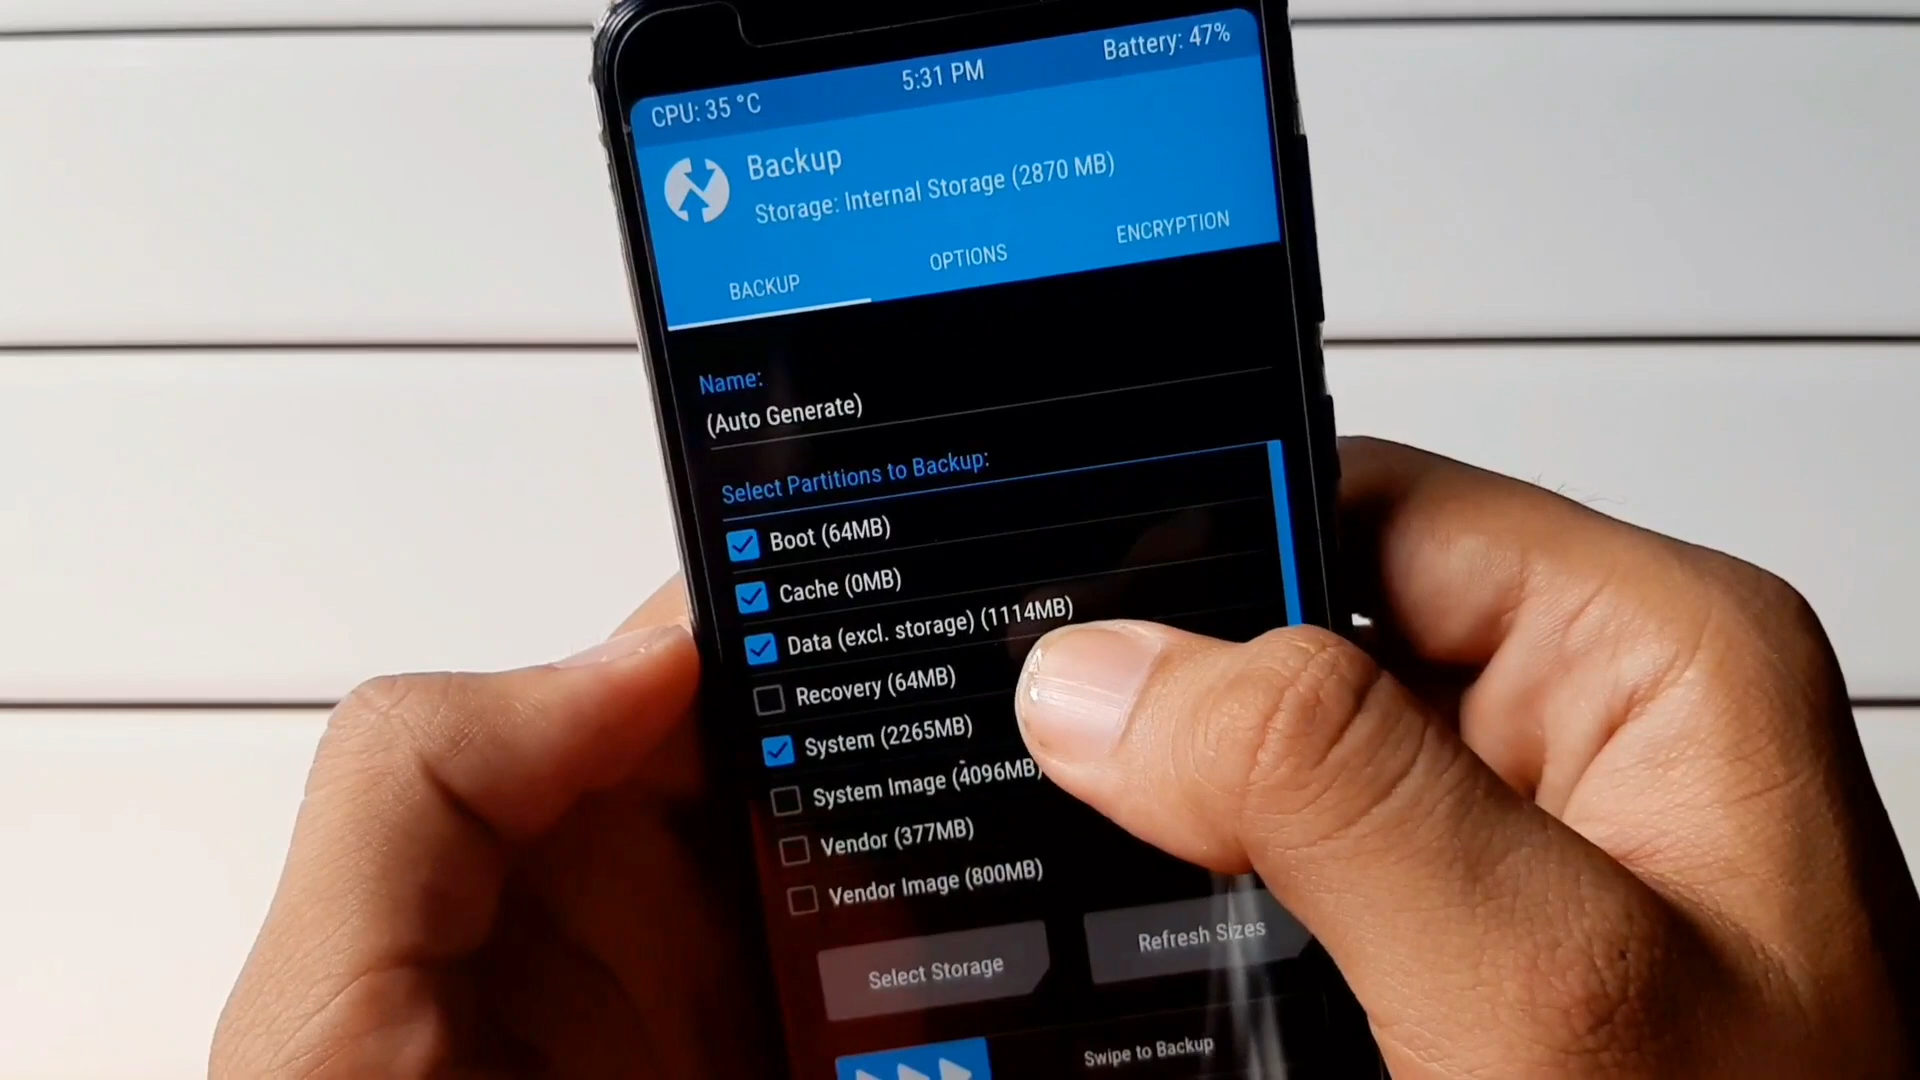 CPU: 35 °C 5:31 PM Battery: 47%
Backup
Storage: Internal Storage (2870 MB)
BACKUP OPTIONS ENCRYPTION
Name:
(Auto Generate)
Select Partitions to Backup:
Boot (64MB)
Cache (0MB)
Data (excl. storage) (1114MB)
Recovery (64MB)
System (2265MB)
System Image (4096MB)
Vendor (377MB)
Vendor Image (800MB)
Select Storage Refresh Sizes
Swipe to Backup